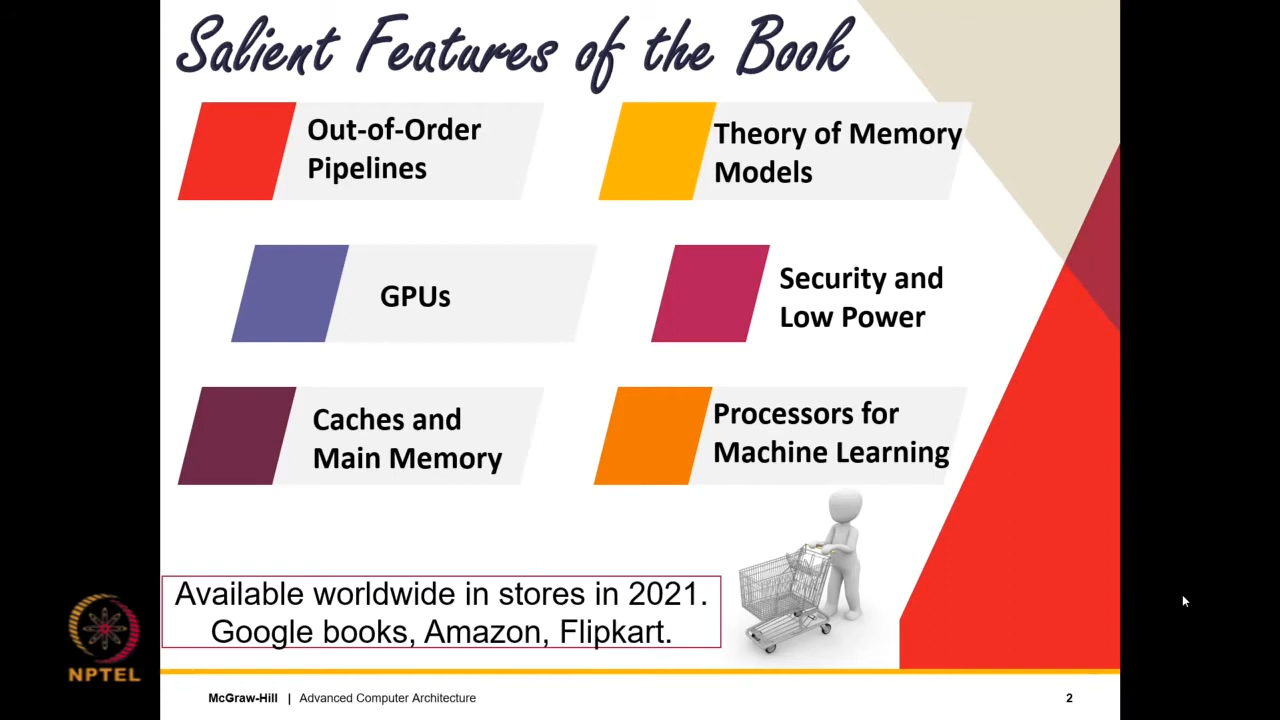 Salient Features of the Book
Out-of-Order
Pipelines
Theory of Memory
Models
GPUs
Security and
Low Power
Caches and
Main Memory
Processors for
Machine Learning
Available worldwide in stores in 2021.
Google books, Amazon, Flipkart.
NPTEL
McGraw-Hill | Advanced Computer Architecture
2